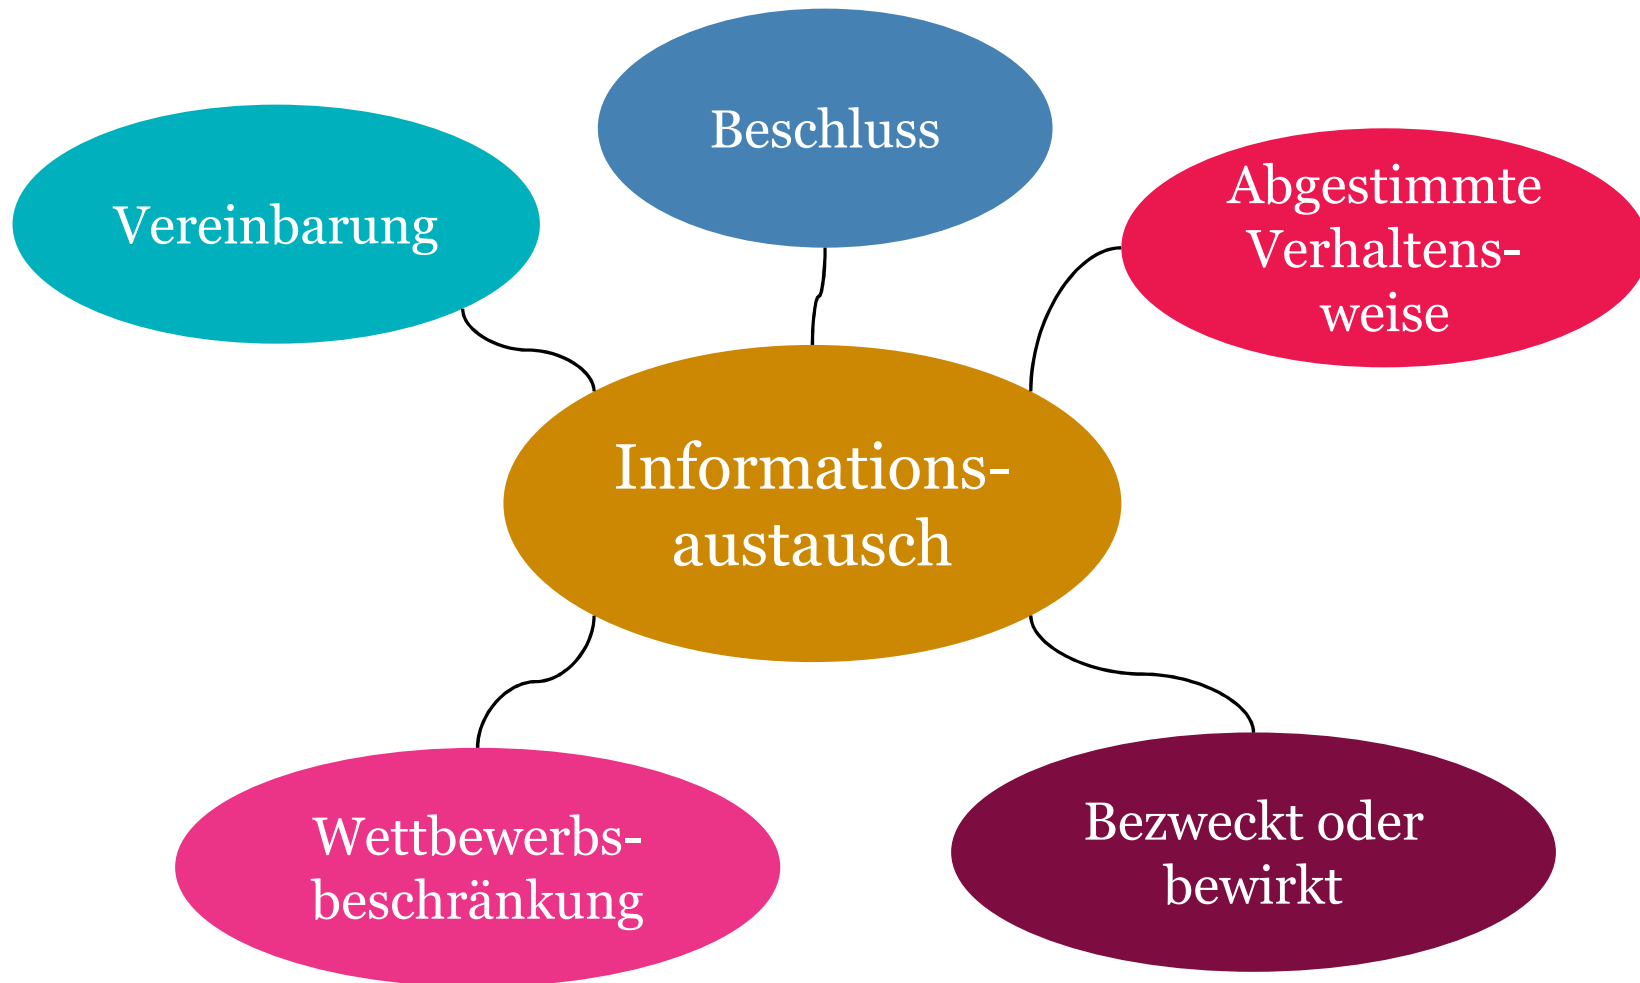 Beschluss
Vereinbarung
Abgestimmte
Verhaltens-
weise
Informations-
austausch
Wettbewerbs-
beschränkung
Bezweckt oder
bewirkt